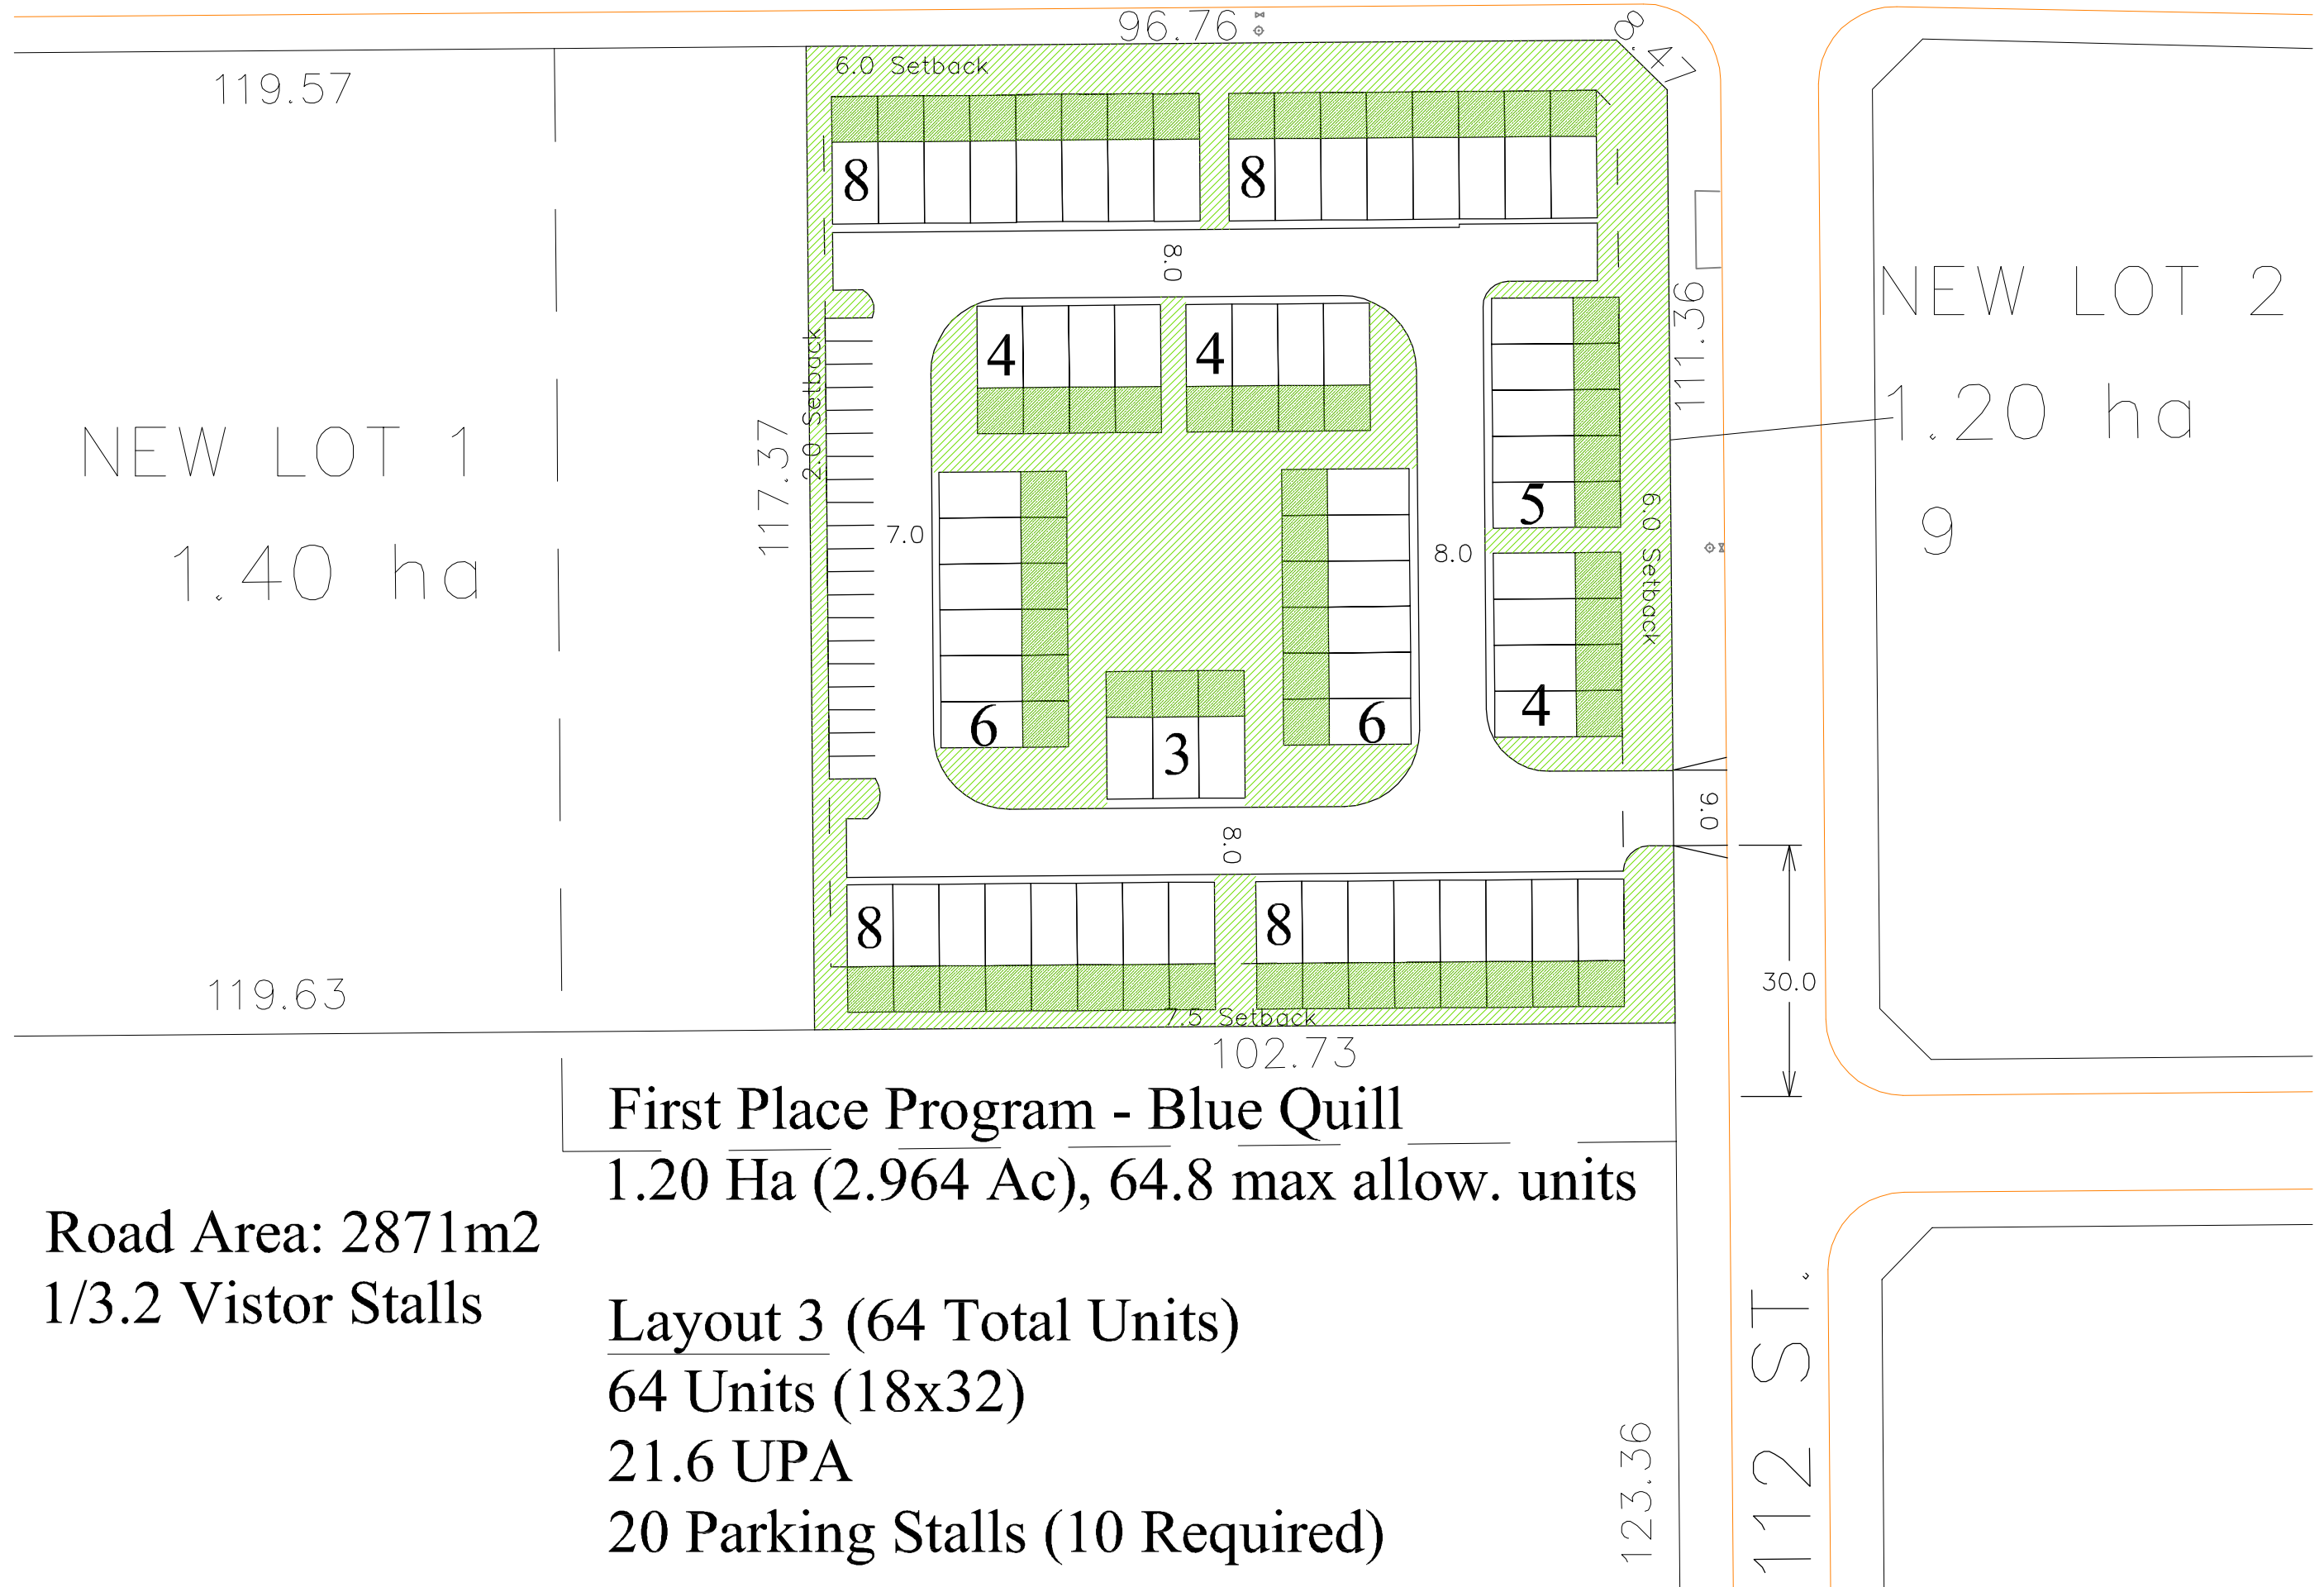 96.76
8.47
119.57
6.0 Setback
8
8
8.0
NEW LOT 2
1.20 ha
9
111.36
4
4
2.0 Setback
117.37
NEW LOT 1
1.40 ha
7.0
8.0
5
6.0 Setback
4
6
6
3
9.0
8.0
8
8
30.0
119.63
7.5 Setback
102.73
First Place Program - Blue Quill
1.20 Ha (2.964 Ac), 64.8 max allow. units
Road Area: 2871m2
1/3.2 Vistor Stalls
Layout 3 (64 Total Units)
64 Units (18x32)
21.6 UPA
20 Parking Stalls (10 Required)
123.36
112 ST.